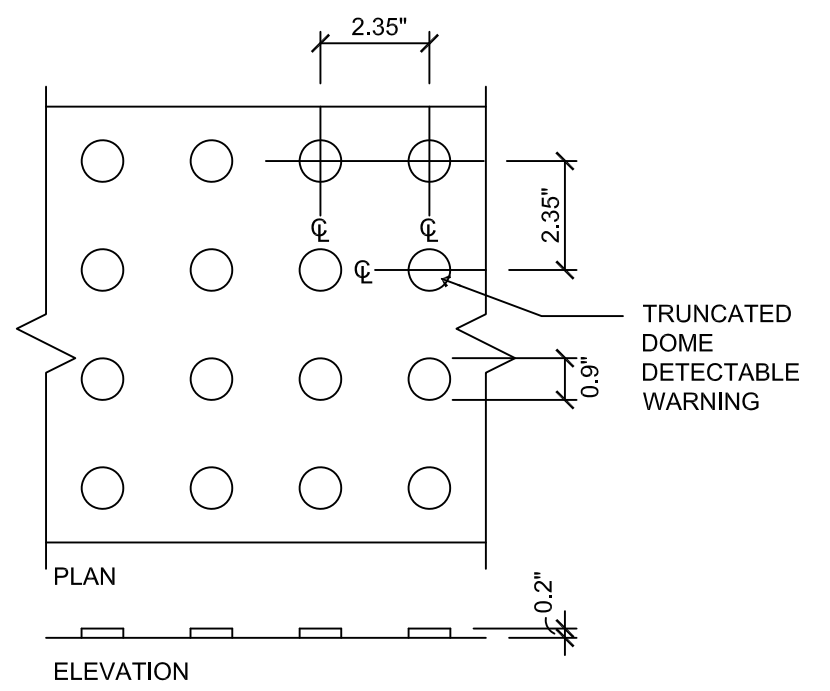 2.35"
2.35"
℄
℄
℄
TRUNCATED
DOME
DETECTABLE
WARNING
0.9"
PLAN
0.2"
ELEVATION